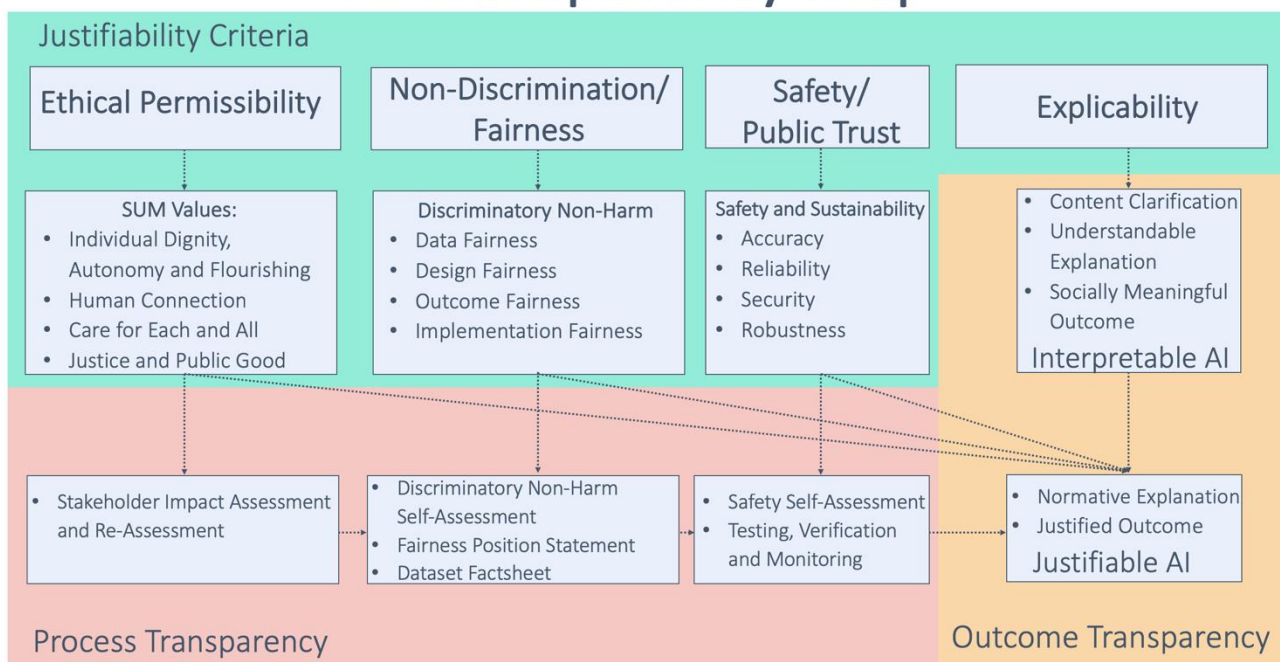 Justifiability Criteria
Ethical Permissibility
Non-Discrimination/
Fairness
Safety/
Public Trust
Explicability
SUM Values:
• Individual Dignity,
Autonomy and Flourishing
• Human Connection
• Care for Each and All
• Justice and Public Good
Discriminatory Non-Harm
• Data Fairness
• Design Fairness
• Outcome Fairness
• Implementation Fairness
Safety and Sustainability
• Accuracy
• Reliability
• Security
• Robustness
• Content Clarification
• Understandable
Explanation
• Socially Meaningful
Outcome
Interpretable AI
• Stakeholder Impact Assessment
and Re-Assessment
• Discriminatory Non-Harm
Self-Assessment
• Fairness Position Statement
• Dataset Factsheet
• Safety Self-Assessment
• Testing, Verification
and Monitoring
• Normative Explanation
• Justified Outcome
Justifiable AI
Process Transparency
Outcome Transparency